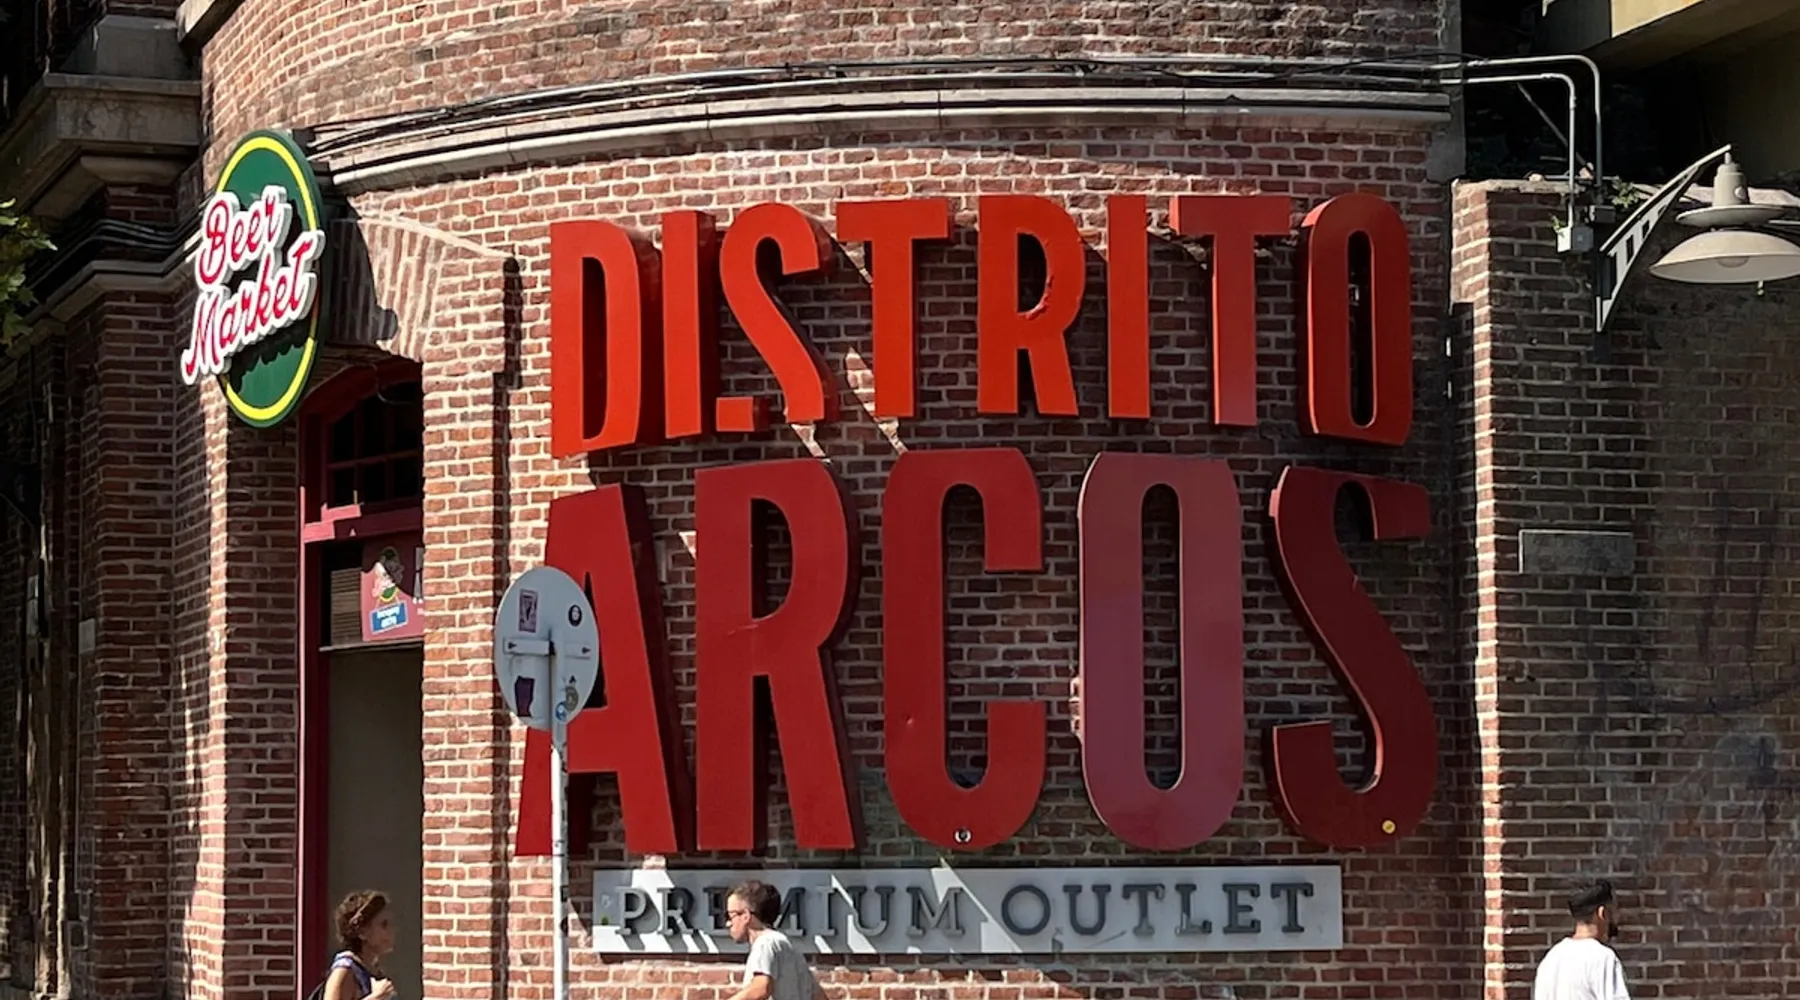 Beer
Market
DISTRITO
ARCOS
PREMIUM OUTLET